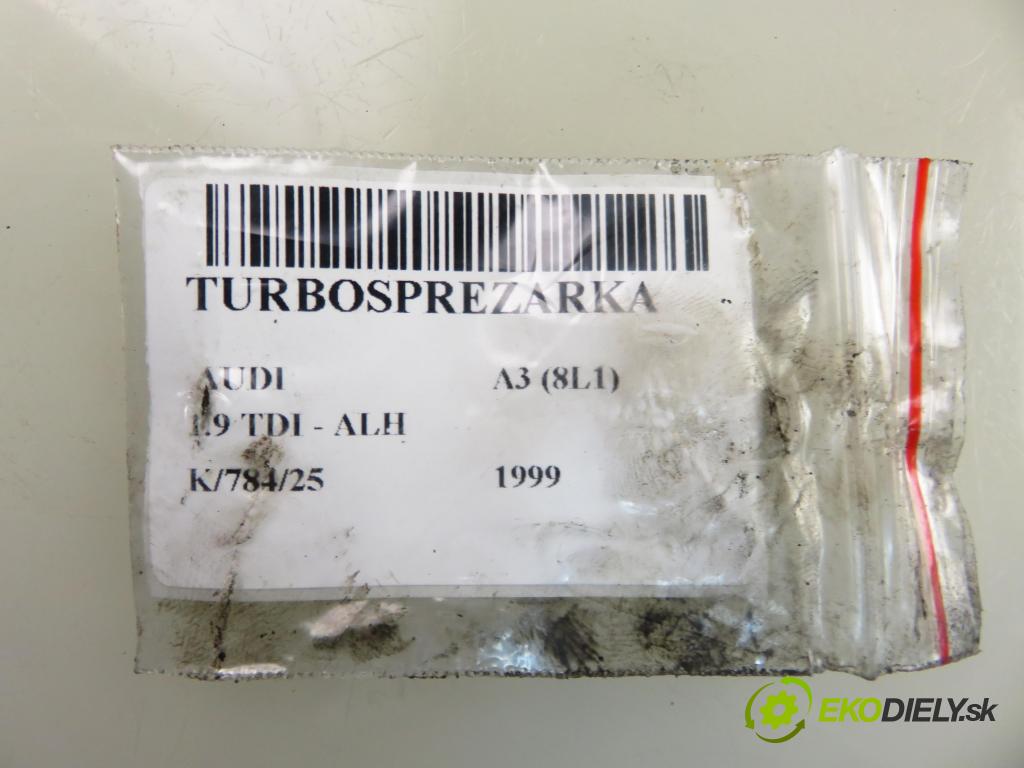 TURBOSPREZARKA
AUDI A3 (8L1)
1.9 TDI - ALH
K/784/25 1999
EKODIELY.sk